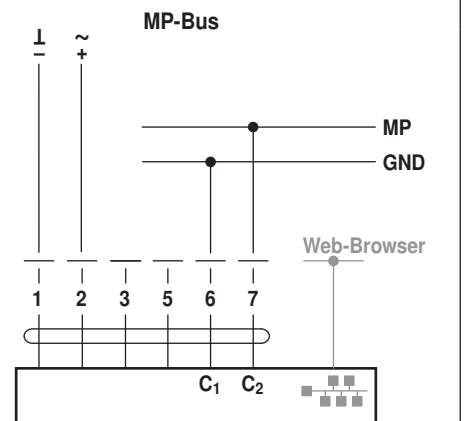 MP-Bus
⊥ ~
– +
MP
GND
Web-Browser
1 2 3 5 6 7
C1 C2